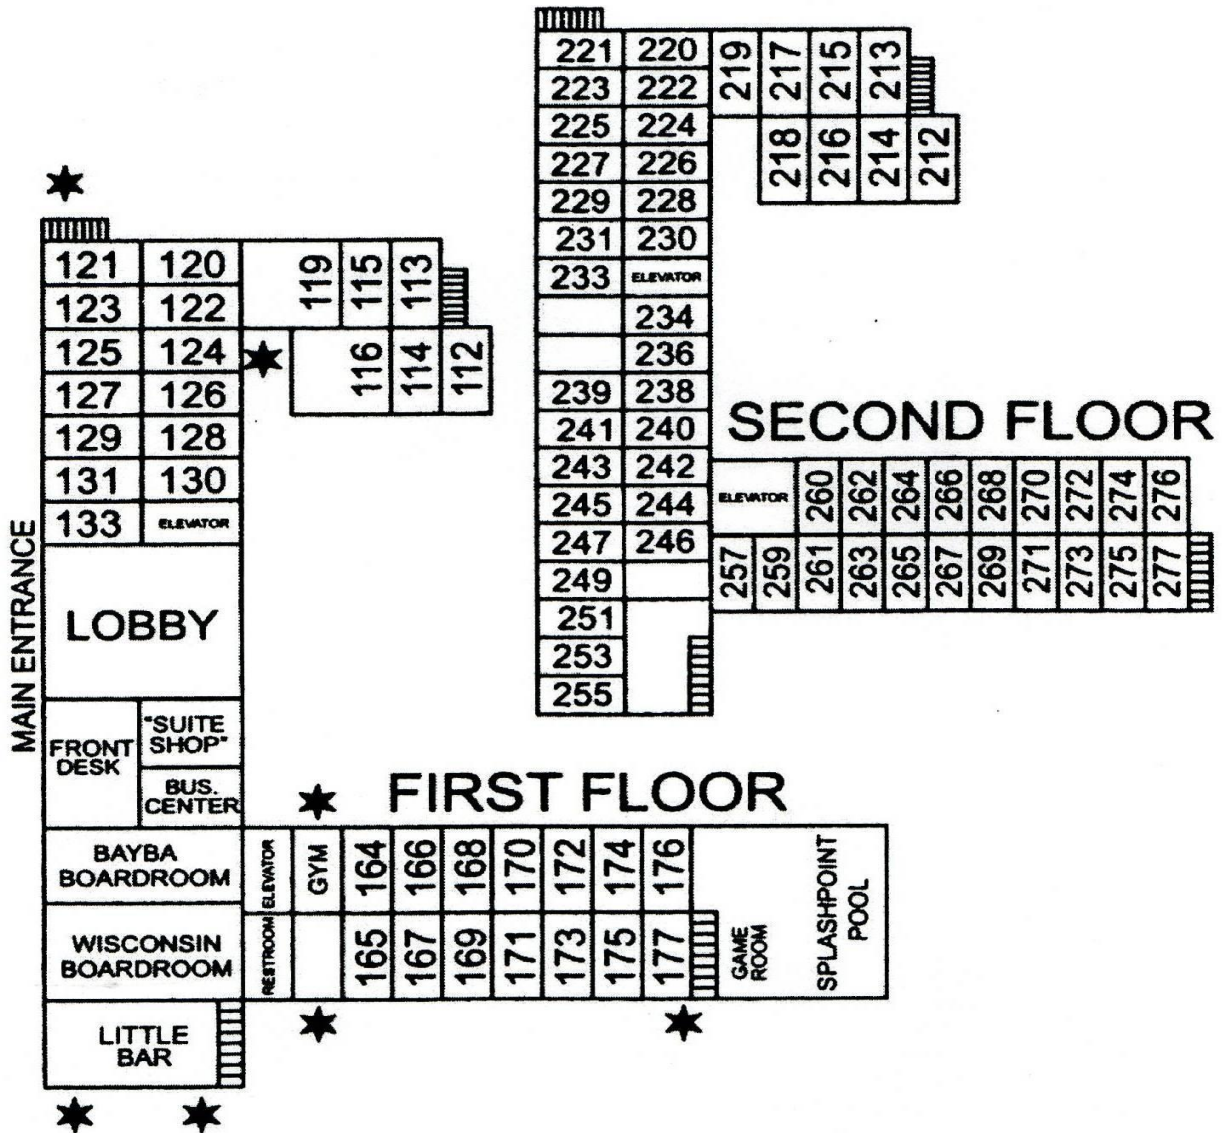 221 220 219 217 215 213
223 222
225 224
227 226 218 216 214 212
229 228
231 230
233 ELEVATOR
234
236
239 238
241 240
SECOND FLOOR
243 242
245 244 ELEVATOR 260 262 264 266 268 270 272 274 276
247 246
249 257 259 261 263 265 267 269 271 273 275 277
251
253
255
121 120 119 115 113
123 122
125 124 116 114 112
127 126
129 128
131 130
133 ELEVATOR
MAIN ENTRANCE
LOBBY
FRONT
DESK
"SUITE
SHOP"
BUS.
CENTER
FIRST FLOOR
BAYBA
BOARDROOM
ELEVATOR GYM 164 166 168 170 172 174 176
WISCONSIN
BOARDROOM
RESTROOM 165 167 169 171 173 175 177
GAME
ROOM
SPLASHPOINT
POOL
LITTLE
BAR